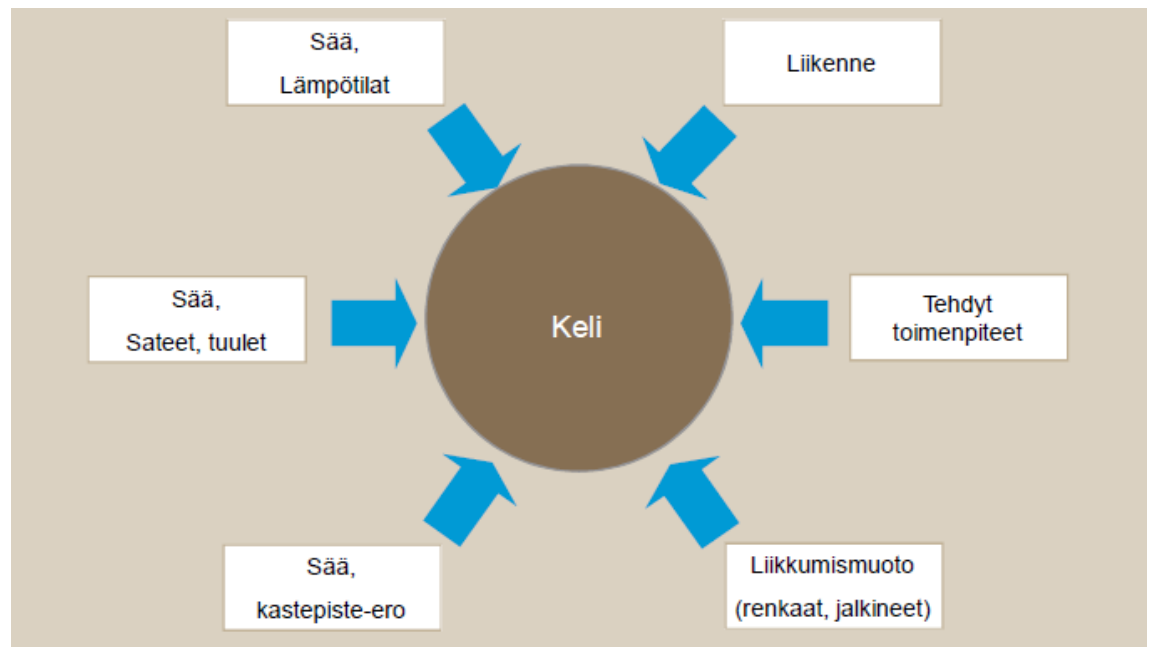 Sää,
Lämpötilat
Liikenne
Sää,
Sateet, tuulet
Keli
Tehdyt
toimenpiteet
Sää,
kastepiste-ero
Liikkumismuoto
(renkaat, jalkineet)